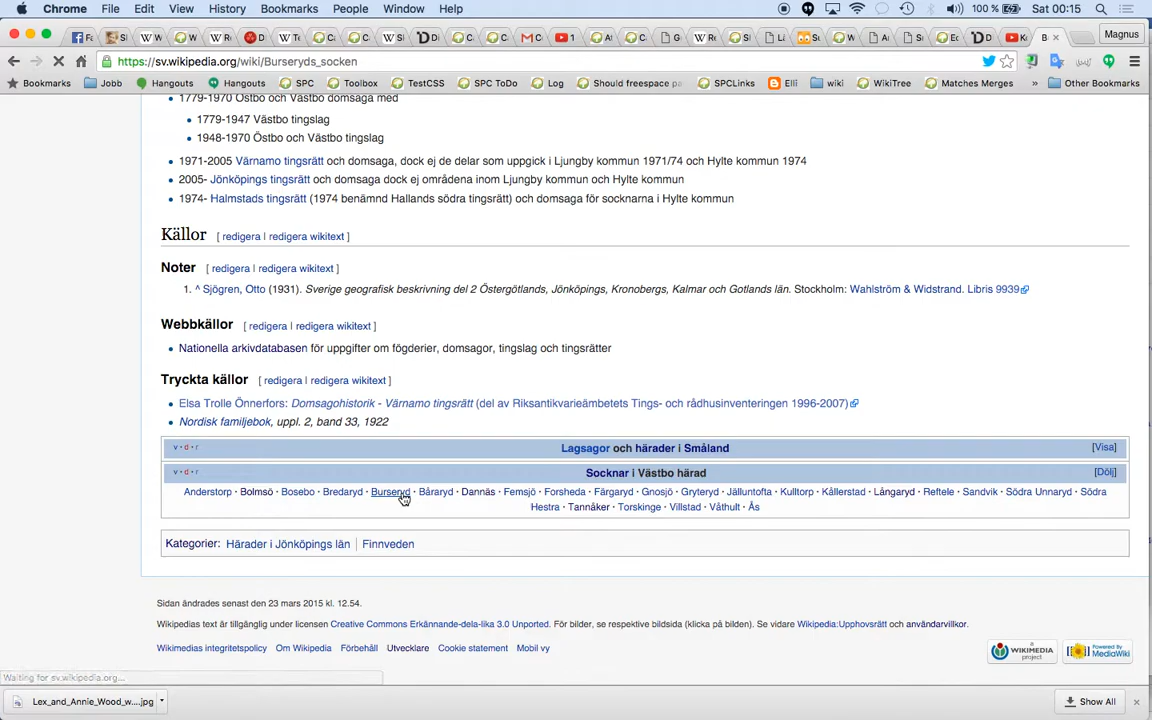 Chrome File Edit View History Bookmarks People Window Help 100 % Sat 00:15
Magnus
https://sv.wikipedia.org/wiki/Burseryds_socken
Bookmarks Jobb Hangouts Hangouts SPC Toolbox TestCSS SPC ToDo Log Should freespace p SPCLinks Elli wiki WikiTree Matches Merges » Other Bookmarks
1779-1970 Östbo och Västbo domsaga med
1779-1947 Västbo tingslag
1948-1970 Östbo och Västbo tingslag
1971-2005 Värnamo tingsrätt och domsaga, dock ej de delar som uppgick i Ljungby kommun 1971/74 och Hylte kommun 1974
2005- Jönköpings tingsrätt och domsaga dock ej områdena inom Ljungby kommun och Hylte kommun
1974- Halmstads tingsrätt (1974 benämnd Hallands södra tingsrätt) och domsaga för socknarna i Hylte kommun
Källor [ redigera | redigera wikitext ]
Noter [ redigera | redigera wikitext ]
1. ^ Sjögren, Otto (1931). Sverige geografisk beskrivning del 2 Östergötlands, Jönköpings, Kronobergs, Kalmar och Gotlands län. Stockholm: Wahlström & Widstrand. Libris 9939
Webbkällor [ redigera | redigera wikitext ]
Nationella arkivdatabasen för uppgifter om fögderier, domsagor, tingslag och tingsrätter
Tryckta källor [ redigera | redigera wikitext ]
Elsa Trolle Önnerfors: Domsagohistorik - Värnamo tingsrätt (del av Riksantikvarieämbetets Tings- och rådhusinventeringen 1996-2007)
Nordisk familjebok, uppl. 2, band 33, 1922
v · d · r Lagsagor och härader i Småland [Visa]
v · d · r Socknar i Västbo härad [Dölj]
Anderstorp · Bolmsö · Bosebo · Bredaryd · Burseryd · Båraryd · Dannäs · Femsjö · Forsheda · Färgaryd · Gnosjö · Gryteryd · Jälluntofta · Kulltorp · Kållerstad · Långaryd · Reftele · Sandvik · Södra Unnaryd · Södra
Hestra · Tannåker · Torskinge · Villstad · Våthult · Ås
Kategorier: Härader i Jönköpings län | Finnveden
Sidan ändrades senast den 23 mars 2015 kl. 12.54.
Wikipedias text är tillgänglig under licensen Creative Commons Erkännande-dela-lika 3.0 Unported. För bilder, se respektive bildsida (klicka på bilden). Se vidare Wikipedia:Upphovsrätt och användarvillkor.
Wikimedias integritetspolicy Om Wikipedia Förbehåll Utvecklare Cookie statement Mobil vy
WIKIMEDIA project Powered By MediaWiki
Waiting for sv.wikipedia.org...
Lex_and_Annie_Wood_w....jpg Show All